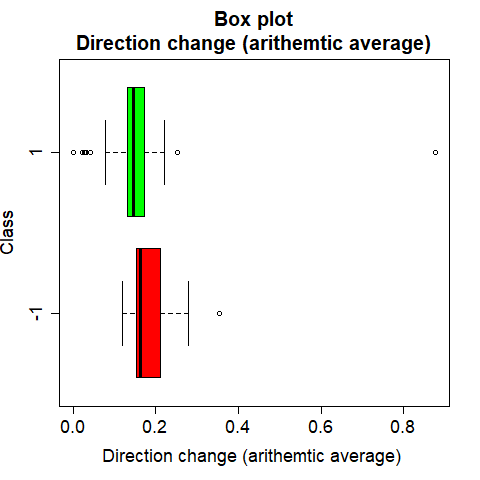 Box plot
Direction change (arithemtic average)
Class
1
-1
0.0 0.2 0.4 0.6 0.8
Direction change (arithemtic average)